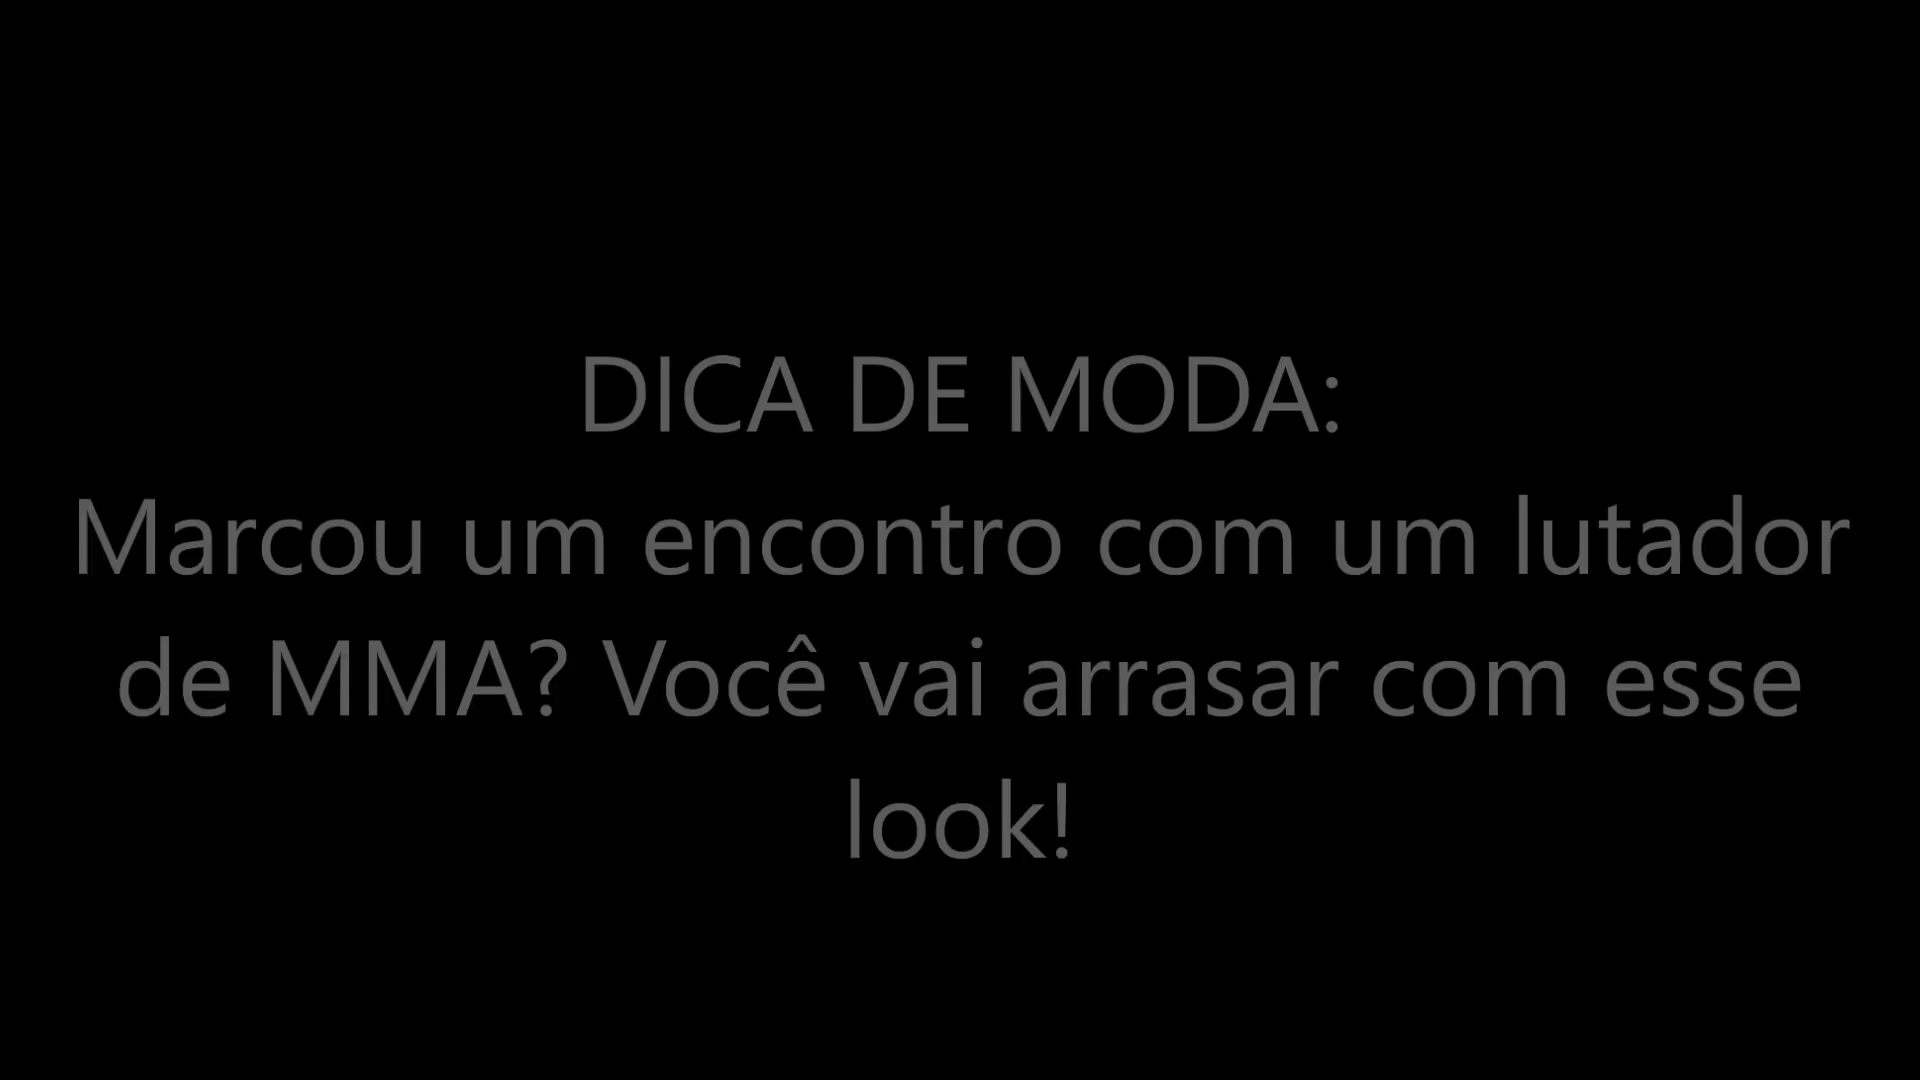 DICA DE MODA:
Marcou um encontro com um lutador
de MMA? Você vai arrasar com esse
look!